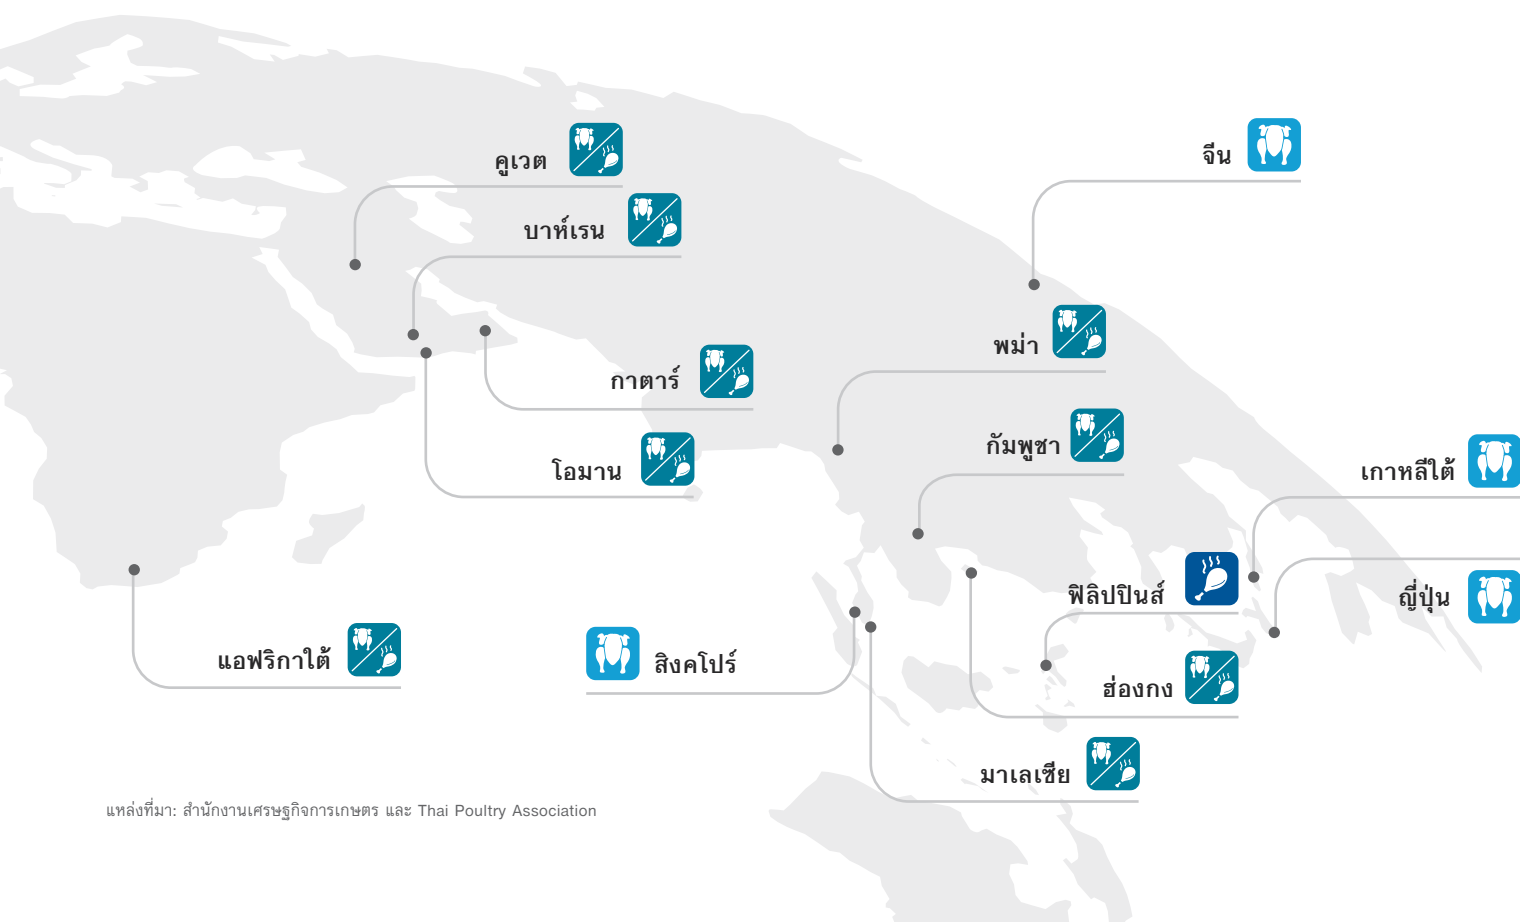 จีน
คูเวต
บาห์เรน
พม่า
กาตาร์
กัมพูชา
โอมาน
เกาหลีใต้
ฟิลิปปินส์
ญี่ปุ่น
แอฟริกาใต้
สิงคโปร์
ฮ่องกง
มาเลเซีย
แหล่งที่มา: สำนักงานเศรษฐกิจการเกษตร และ Thai Poultry Association